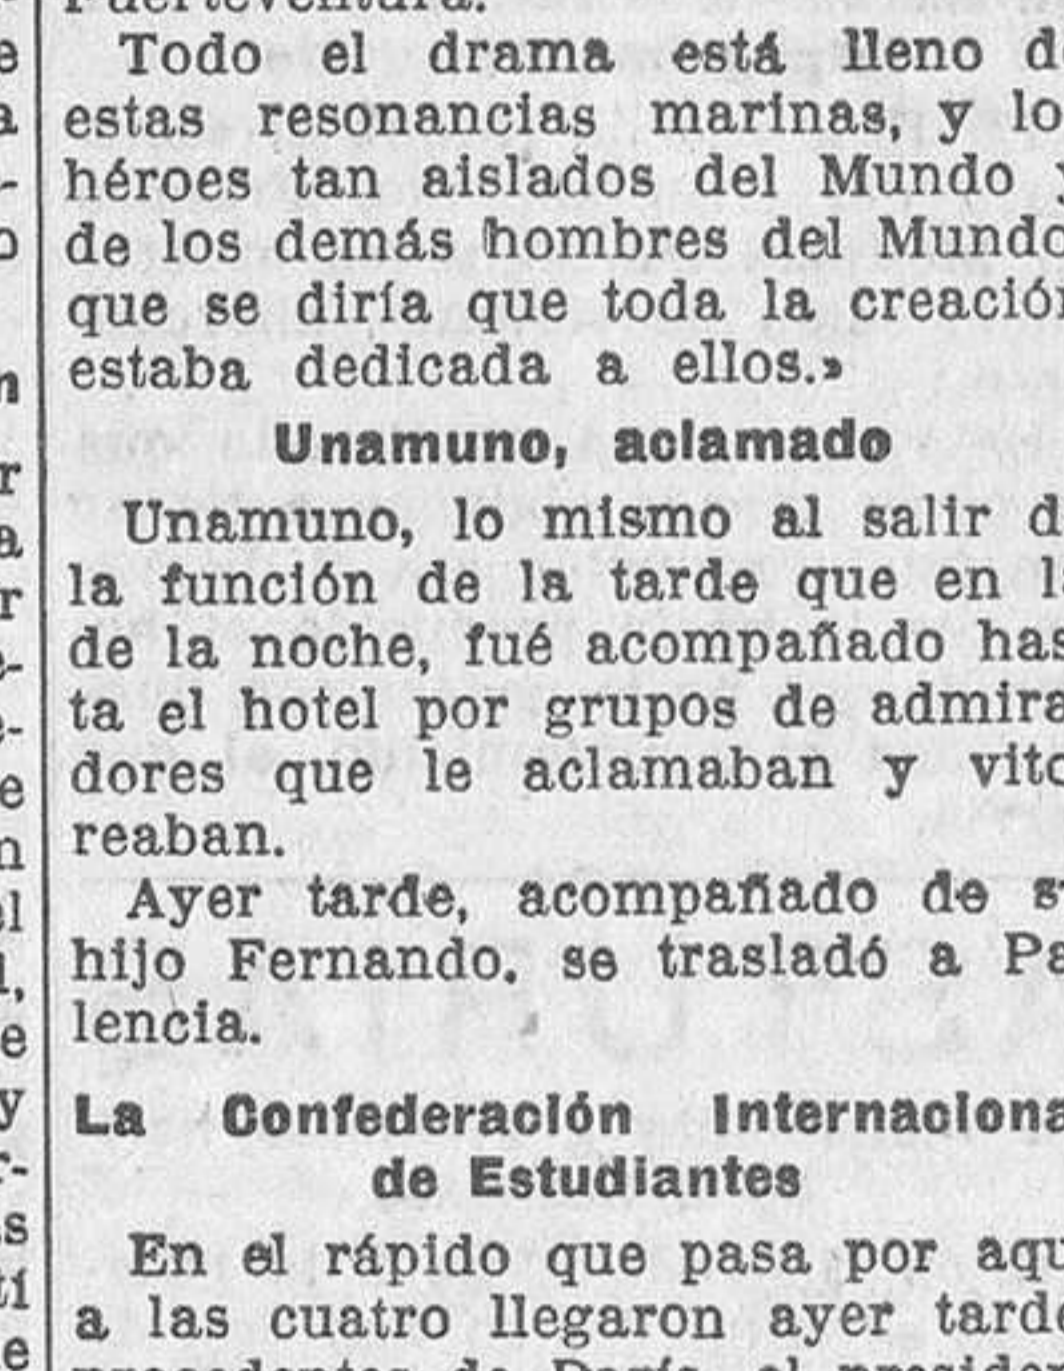 Fuerteventura.
Todo el drama está lleno d
estas resonancias marinas, y lo
héroes tan aislados del Mundo y
de los demás hombres del Mundo
que se diría que toda la creación
estaba dedicada a ellos.»
Unamuno, aclamado
Unamuno, lo mismo al salir d
la función de la tarde que en l
de la noche, fué acompañado has
ta el hotel por grupos de admira
dores que le aclamaban y vito
reaban.
Ayer tarde, acompañado de s
hijo Fernando, se trasladó a Pa
lencia.
La Confederación Internaciona
de Estudiantes
En el rápido que pasa por aqu
a las cuatro llegaron ayer tarde